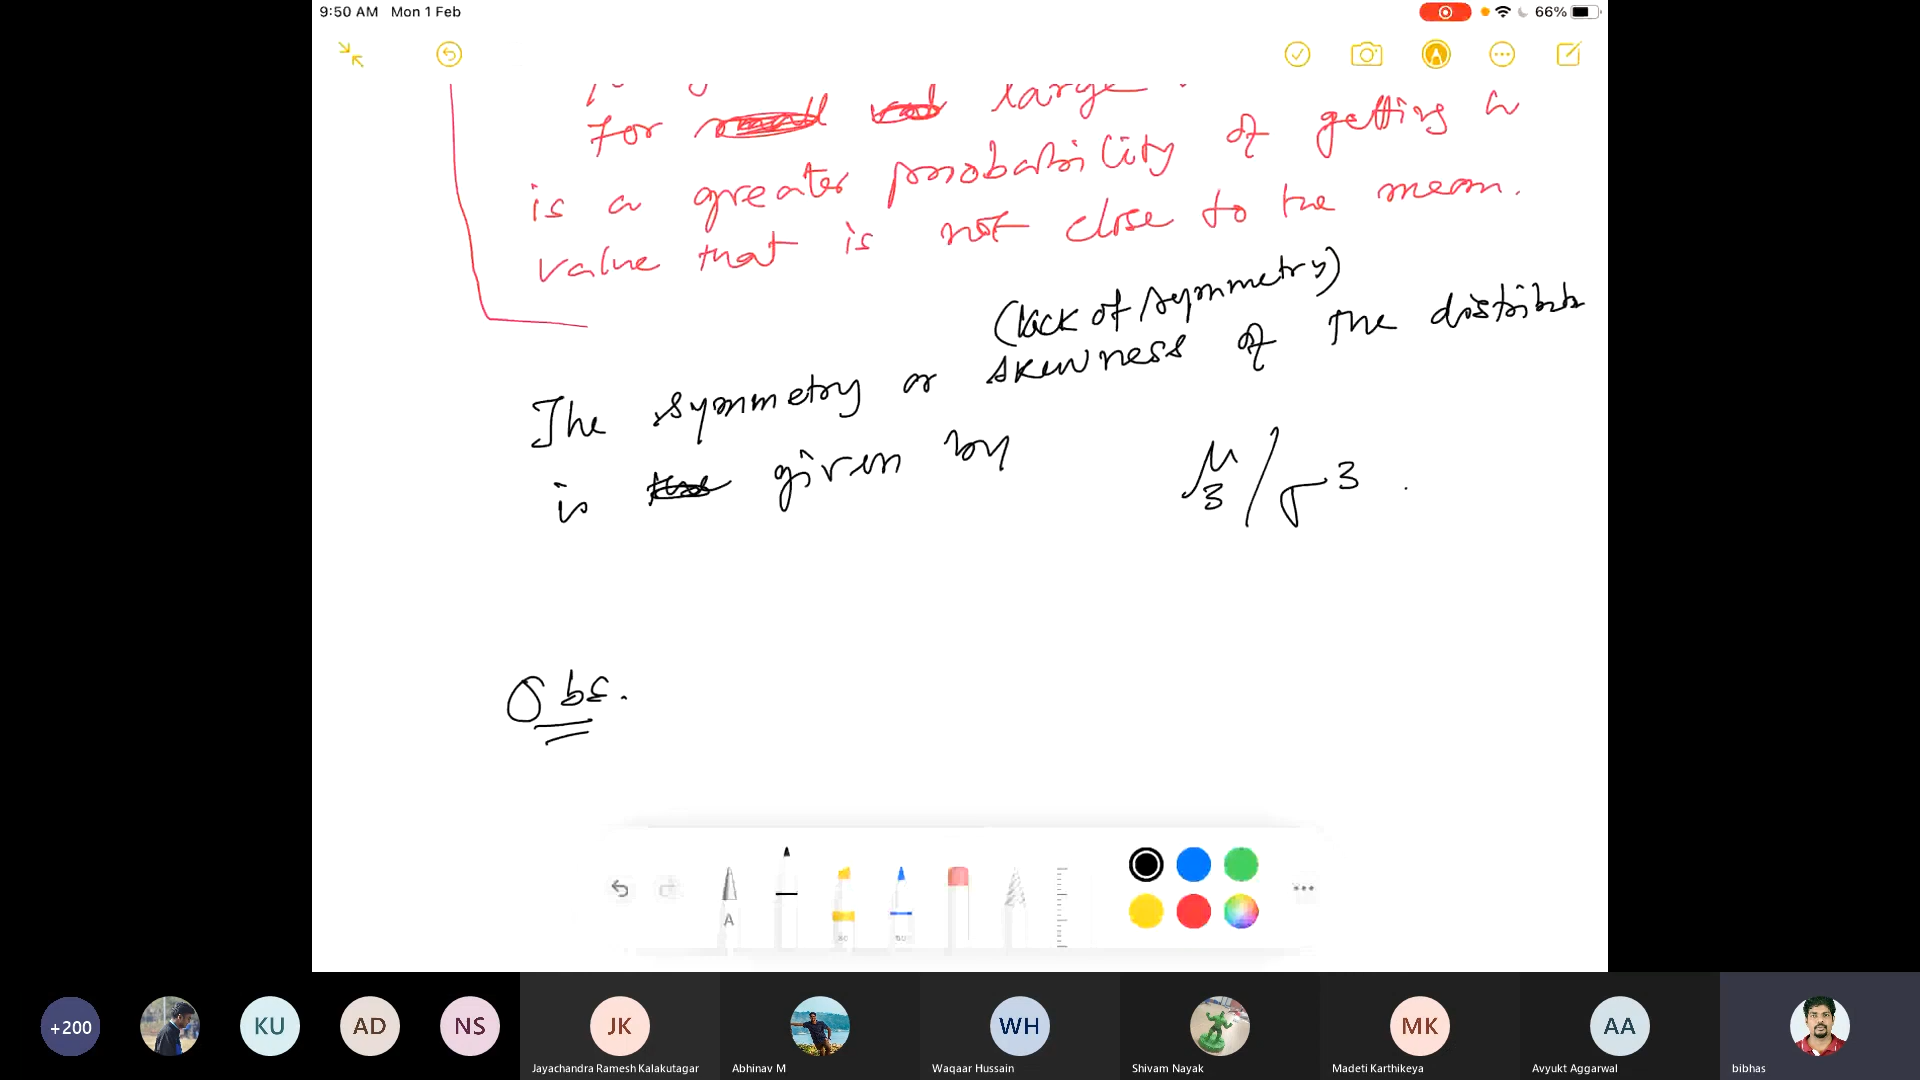 9:50 AM Mon 1 Feb
66%
large
For
of getting a
is a greater probability
value that is not close to the mean.
(lack of symmetry)
The symmetry or skewness of the
is given by μ3/σ^3 .
Obs.
A
+200
KU
AD
NS
JK
WH
MK
AA
Jayachandra Ramesh Kalakutagar
Abhinav M
Waqaar Hussain
Shivam Nayak
Madeti Karthikeya
Avyukt Aggarwal
bibhas